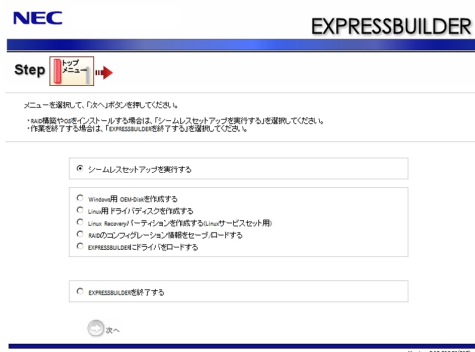 NEC
EXPRESSBUILDER
Step トップメニュー
メニューを選択して、「次へ」ボタンを押してください。
・RAID構築やOSをインストールする場合は、「シームレスセットアップを実行する」を選択してください。
・作業を終了する場合は、「EXPRESSBUILDERを終了する」を選択してください。
シームレスセットアップを実行する
Windows用 OEM-Diskを作成する
Linux用 ドライバディスクを作成する
Linux Recoveryパーティションを作成する(Linuxサービスセット用)
RAIDのコンフィグレーション情報をセーブ/ロードする
EXPRESSBUILDERにドライバをロードする
EXPRESSBUILDERを終了する
次へ